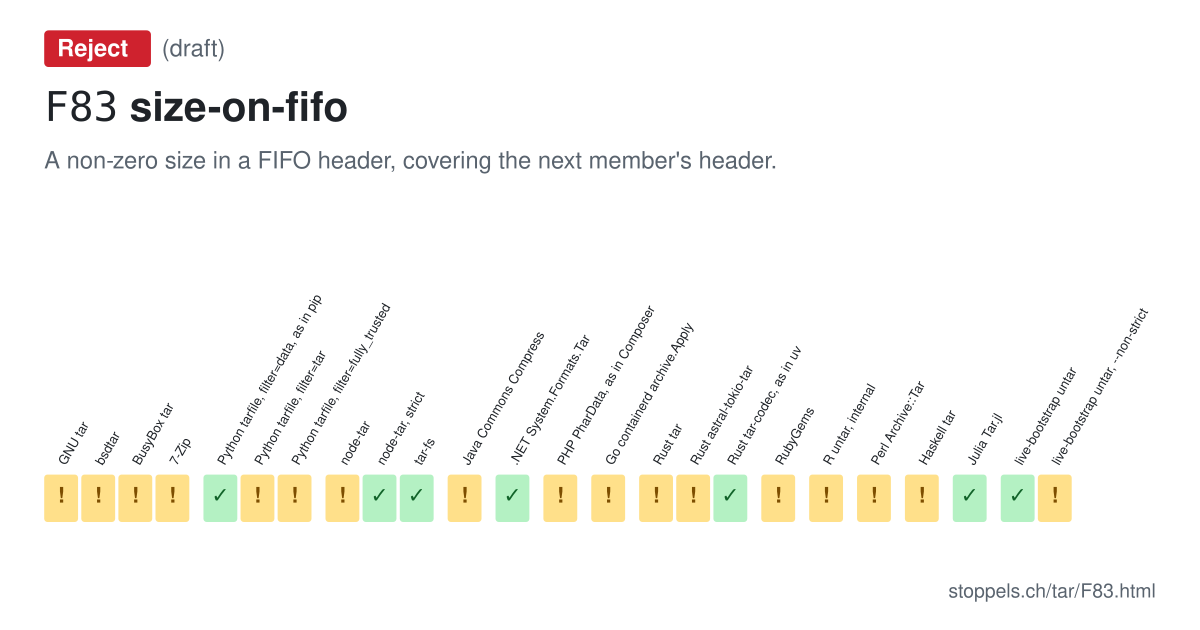 Reject (draft)
F83 size-on-fifo
A non-zero size in a FIFO header, covering the next member's header.
GNU tar
bsdtar
BusyBox tar
7-Zip
Python tarfile, filter=data, as in pip
Python tarfile, filter=tar
Python tarfile, filter=fully_trusted
node-tar
node-tar, strict
tar-fs
Java Commons Compress
.NET System.Formats.Tar
PHP PharData, as in Composer
Go containerd archive.Apply
Rust tar
Rust astral-tokio-tar
Rust tar-codec, as in uv
RubyGems
R untar, internal
Perl Archive::Tar
Haskell tar
Julia Tar.jl
live-bootstrap untar
live-bootstrap untar, --non-strict
! ! ! ! ✓ ! ! ! ✓ ✓ ! ✓ ! ! ! ! ✓ ! ! ! ! ✓ ✓ !
stoppels.ch/tar/F83.html